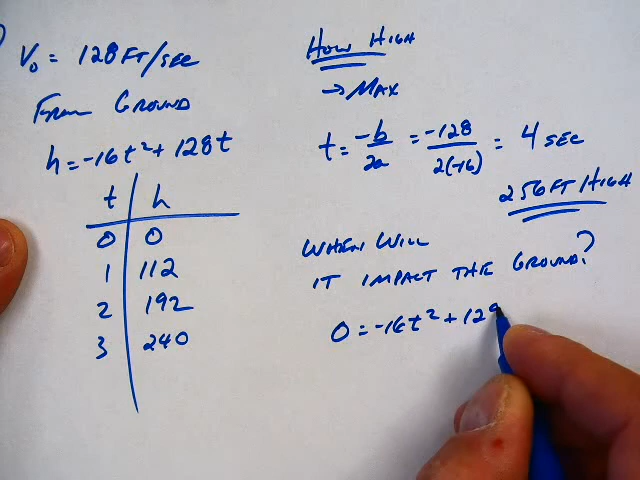 V₀ = 128 FT/SEC
FROM GROUND
h = -16t² + 128t
t h
0 0
1 112
2 192
3 240
HOW HIGH
→ MAX
t = -b/2a = -128/2(-16) = 4 SEC
256 FT HIGH
WHEN WILL
IT IMPACT THE GROUND?
0 = -16t² + 128